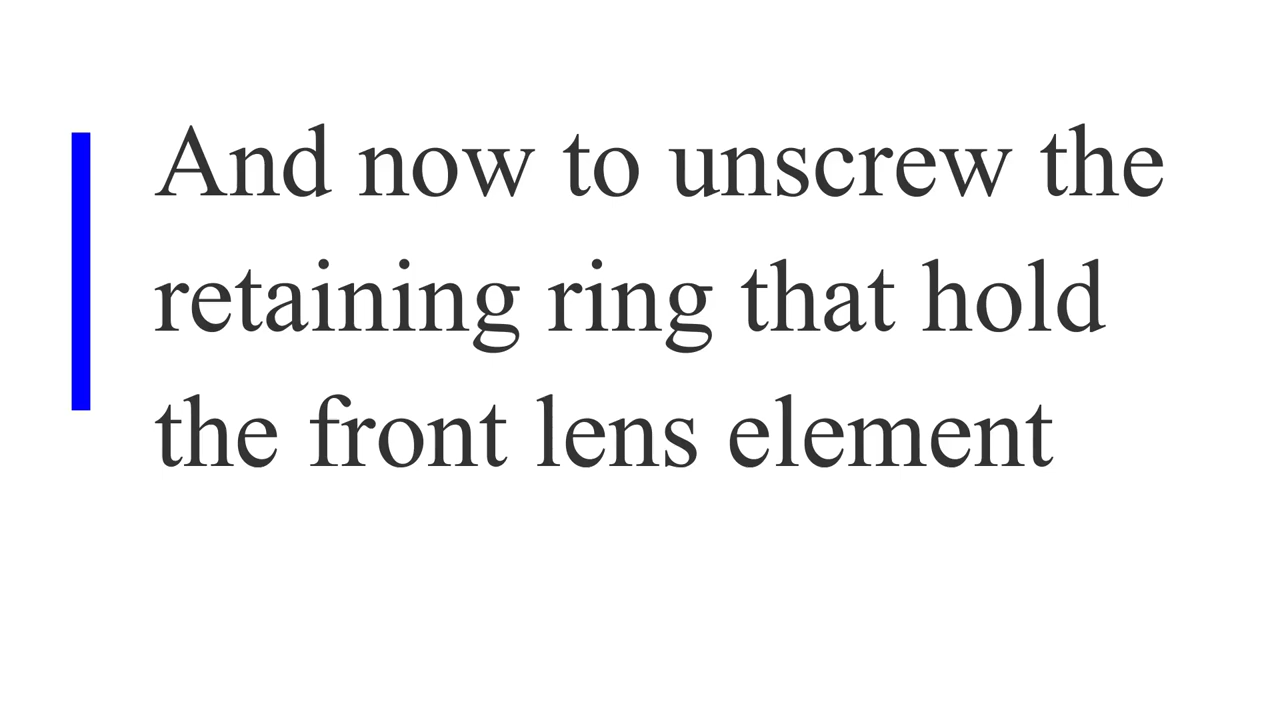 And now to unscrew the
retaining ring that hold
the front lens element